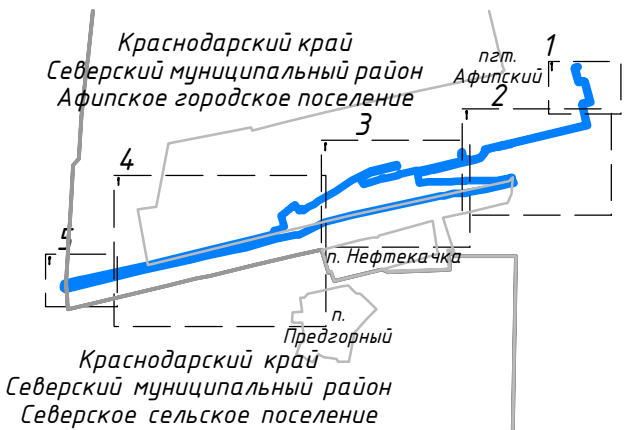 Краснодарский край
Северский муниципальный район
Афипское городское поселение
пгт.
Афипский
1
2
3
4
5
п. Нефтекачка
п.
Предгорный
Краснодарский край
Северский муниципальный район
Северское сельское поселение